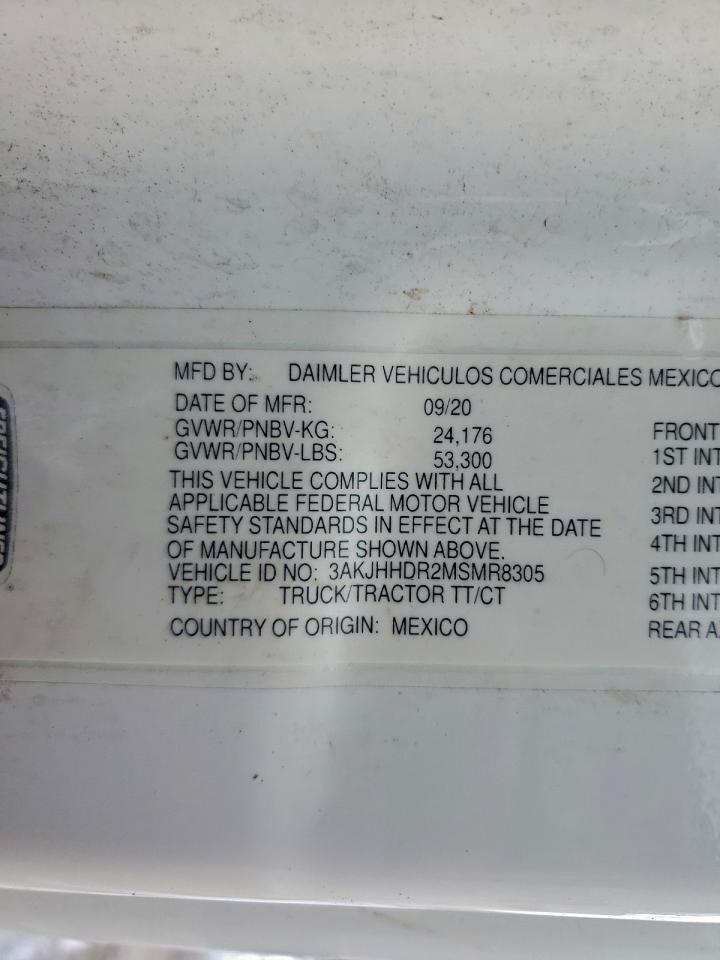 MFD BY: DAIMLER VEHICULOS COMERCIALES MEXICO
DATE OF MFR: 09/20
GVWR/PNBV-KG: 24,176
GVWR/PNBV-LBS: 53,300
THIS VEHICLE COMPLIES WITH ALL
APPLICABLE FEDERAL MOTOR VEHICLE
SAFETY STANDARDS IN EFFECT AT THE DATE
OF MANUFACTURE SHOWN ABOVE.
VEHICLE ID NO: 3AKJHHDR2MSMR8305
TYPE: TRUCK/TRACTOR TT/CT
COUNTRY OF ORIGIN: MEXICO
FRONT
1ST INT
2ND INT
3RD INT
4TH INT
5TH INT
6TH INT
REAR A
FREIGHTLINER